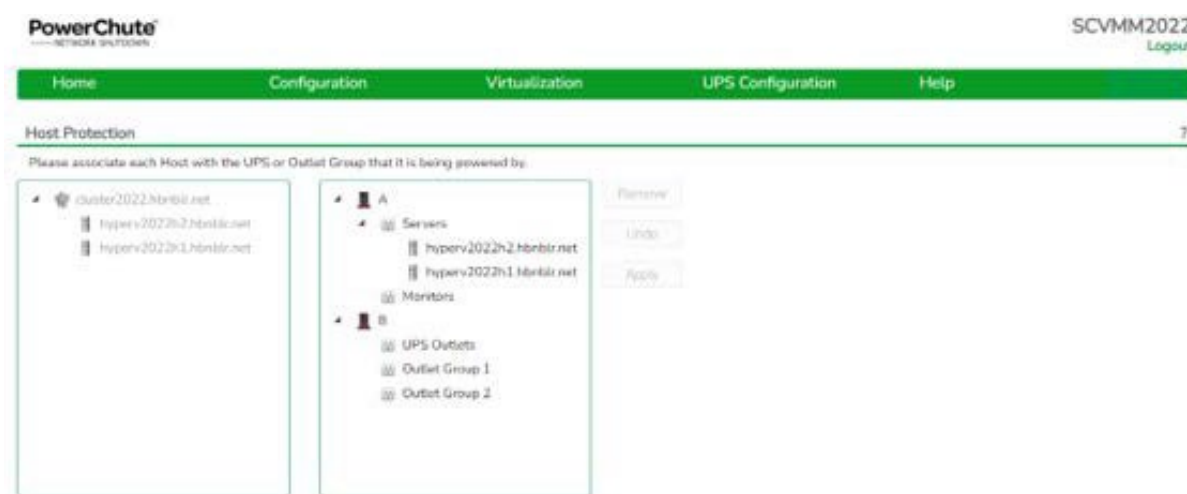 PowerChute
NETWORK SHUTDOWN
SCVMM2022
Logout
Home Configuration Virtualization UPS Configuration Help
Host Protection ?
Please associate each Host with the UPS or Outlet Group that it is being powered by.
cluster2022.hbnblr.net
hyperv2022h2.hbnblr.net
hyperv2022h1.hbnblr.net
A
Servers
hyperv2022h2.hbnblr.net
hyperv2022h1.hbnblr.net
Monitors
B
UPS Outlets
Outlet Group 1
Outlet Group 2
Remove
Undo
Apply